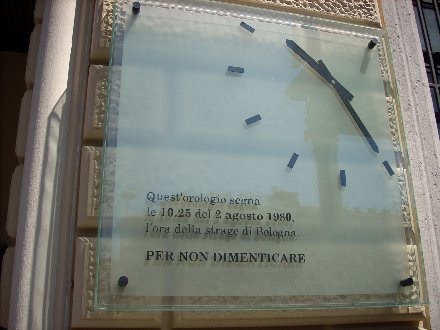 Quest'orologio segna
le 10.25 del 2 agosto 1980,
l'ora della strage di Bologna.
PER NON DIMENTICARE